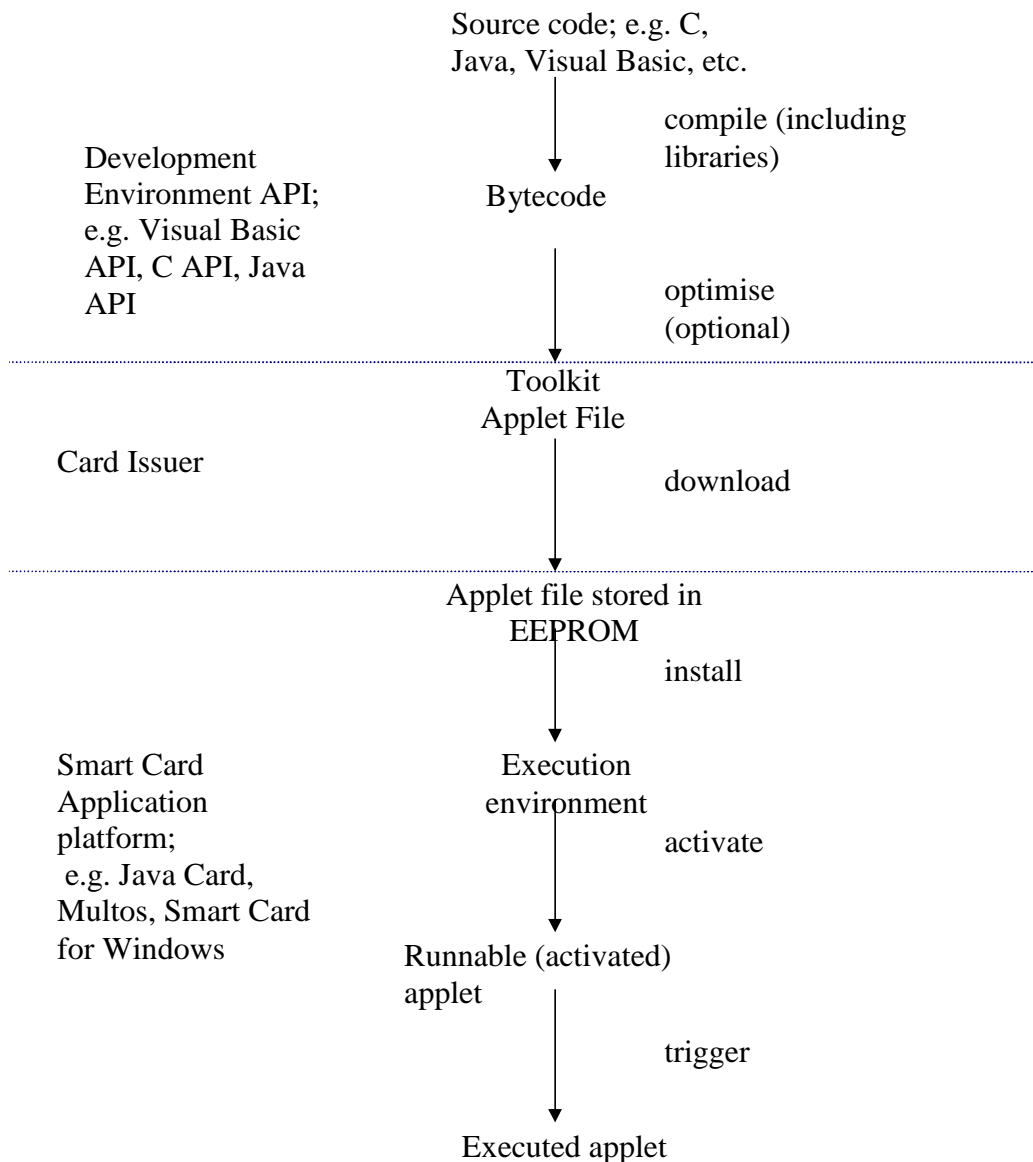 Source code; e.g. C,
Java, Visual Basic, etc.
compile (including
libraries)
Development
Environment API;
e.g. Visual Basic
API, C API, Java
API
Bytecode
optimise
(optional)
Toolkit
Applet File
Card Issuer
download
Applet file stored in
EEPROM
install
Smart Card
Application
platform;
e.g. Java Card,
Multos, Smart Card
for Windows
Execution
environment
activate
Runnable (activated)
applet
trigger
Executed applet